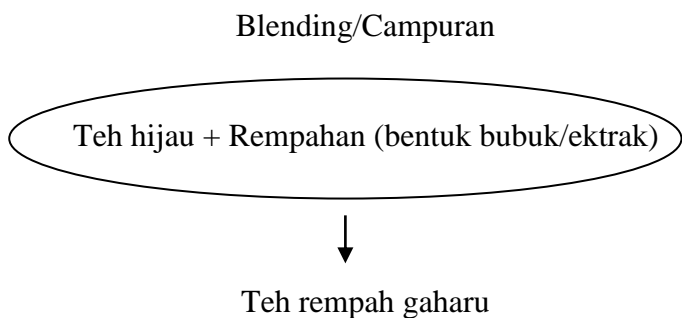 Blending/Campuran
Teh hijau + Rempahan (bentuk bubuk/ektrak)
Teh rempah gaharu